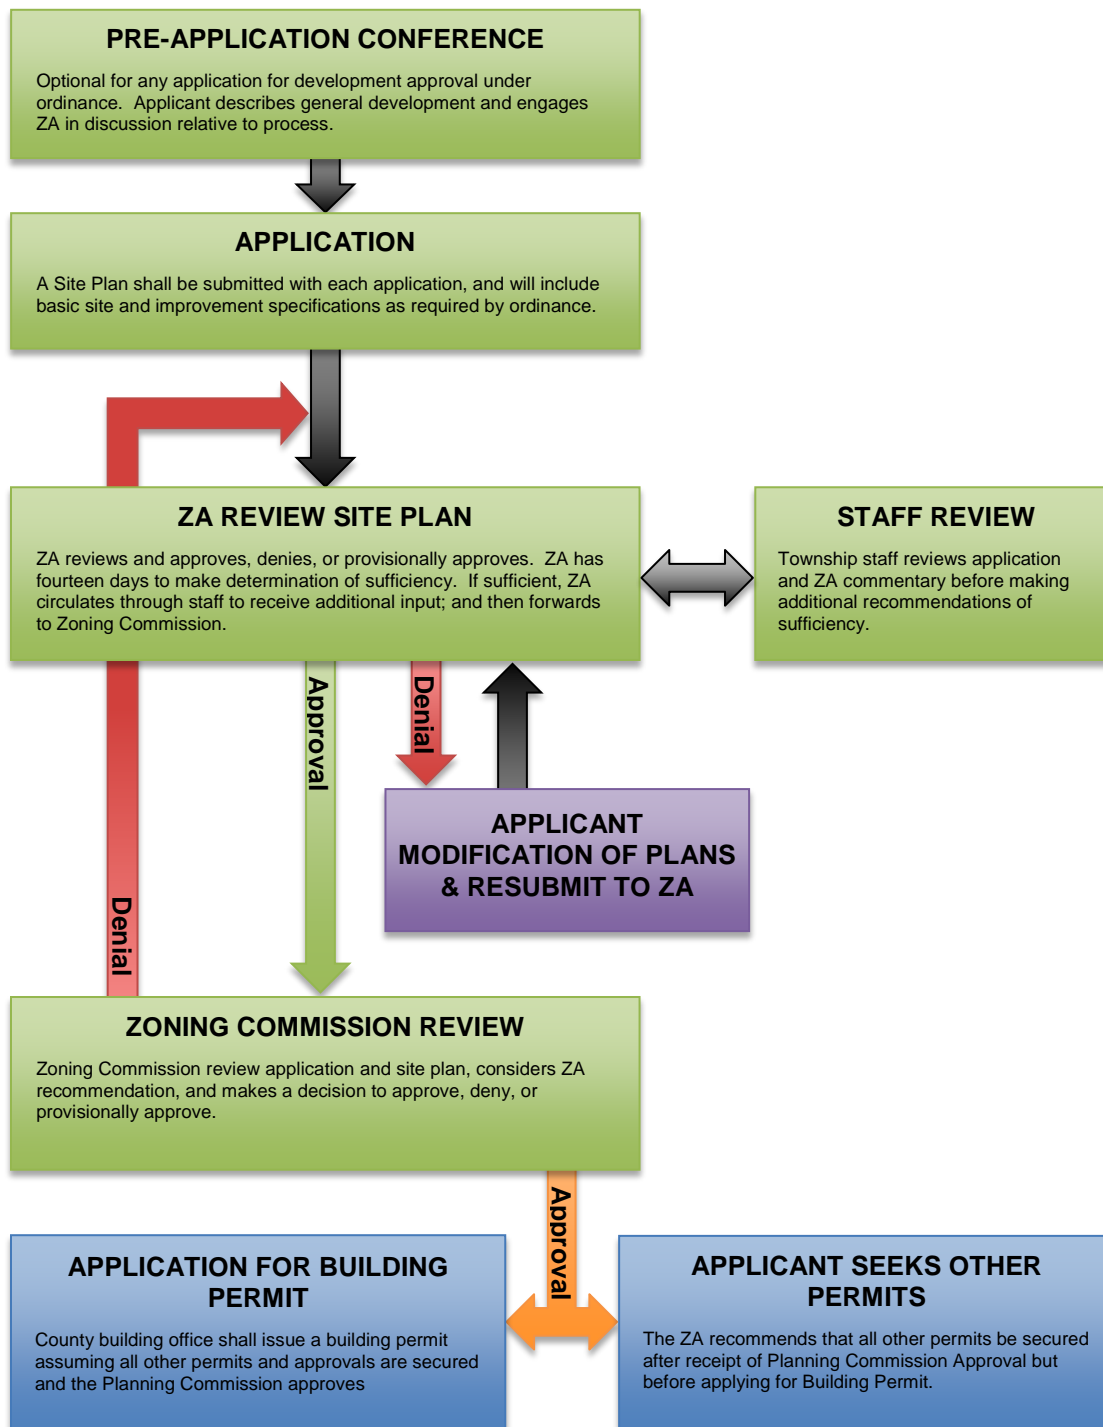 PRE-APPLICATION CONFERENCE
Optional for any application for development approval under
ordinance.  Applicant describes general development and engages
ZA in discussion relative to process.
APPLICATION
A Site Plan shall be submitted with each application, and will include
basic site and improvement specifications as required by ordinance.
ZA REVIEW SITE PLAN
ZA reviews and approves, denies, or provisionally approves.  ZA has
fourteen days to make determination of sufficiency.  If sufficient, ZA
circulates through staff to receive additional input; and then forwards
to Zoning Commission.
STAFF REVIEW
Township staff reviews application
and ZA commentary before making
additional recommendations of
sufficiency.
Approval
Denial
APPLICANT
MODIFICATION OF PLANS
& RESUBMIT TO ZA
Denial
ZONING COMMISSION REVIEW
Zoning Commission review application and site plan, considers ZA
recommendation, and makes a decision to approve, deny, or
provisionally approve.
Approval
APPLICATION FOR BUILDING
PERMIT
County building office shall issue a building permit
assuming all other permits and approvals are secured
and the Planning Commission approves
APPLICANT SEEKS OTHER
PERMITS
The ZA recommends that all other permits be secured
after receipt of Planning Commission Approval but
before applying for Building Permit.